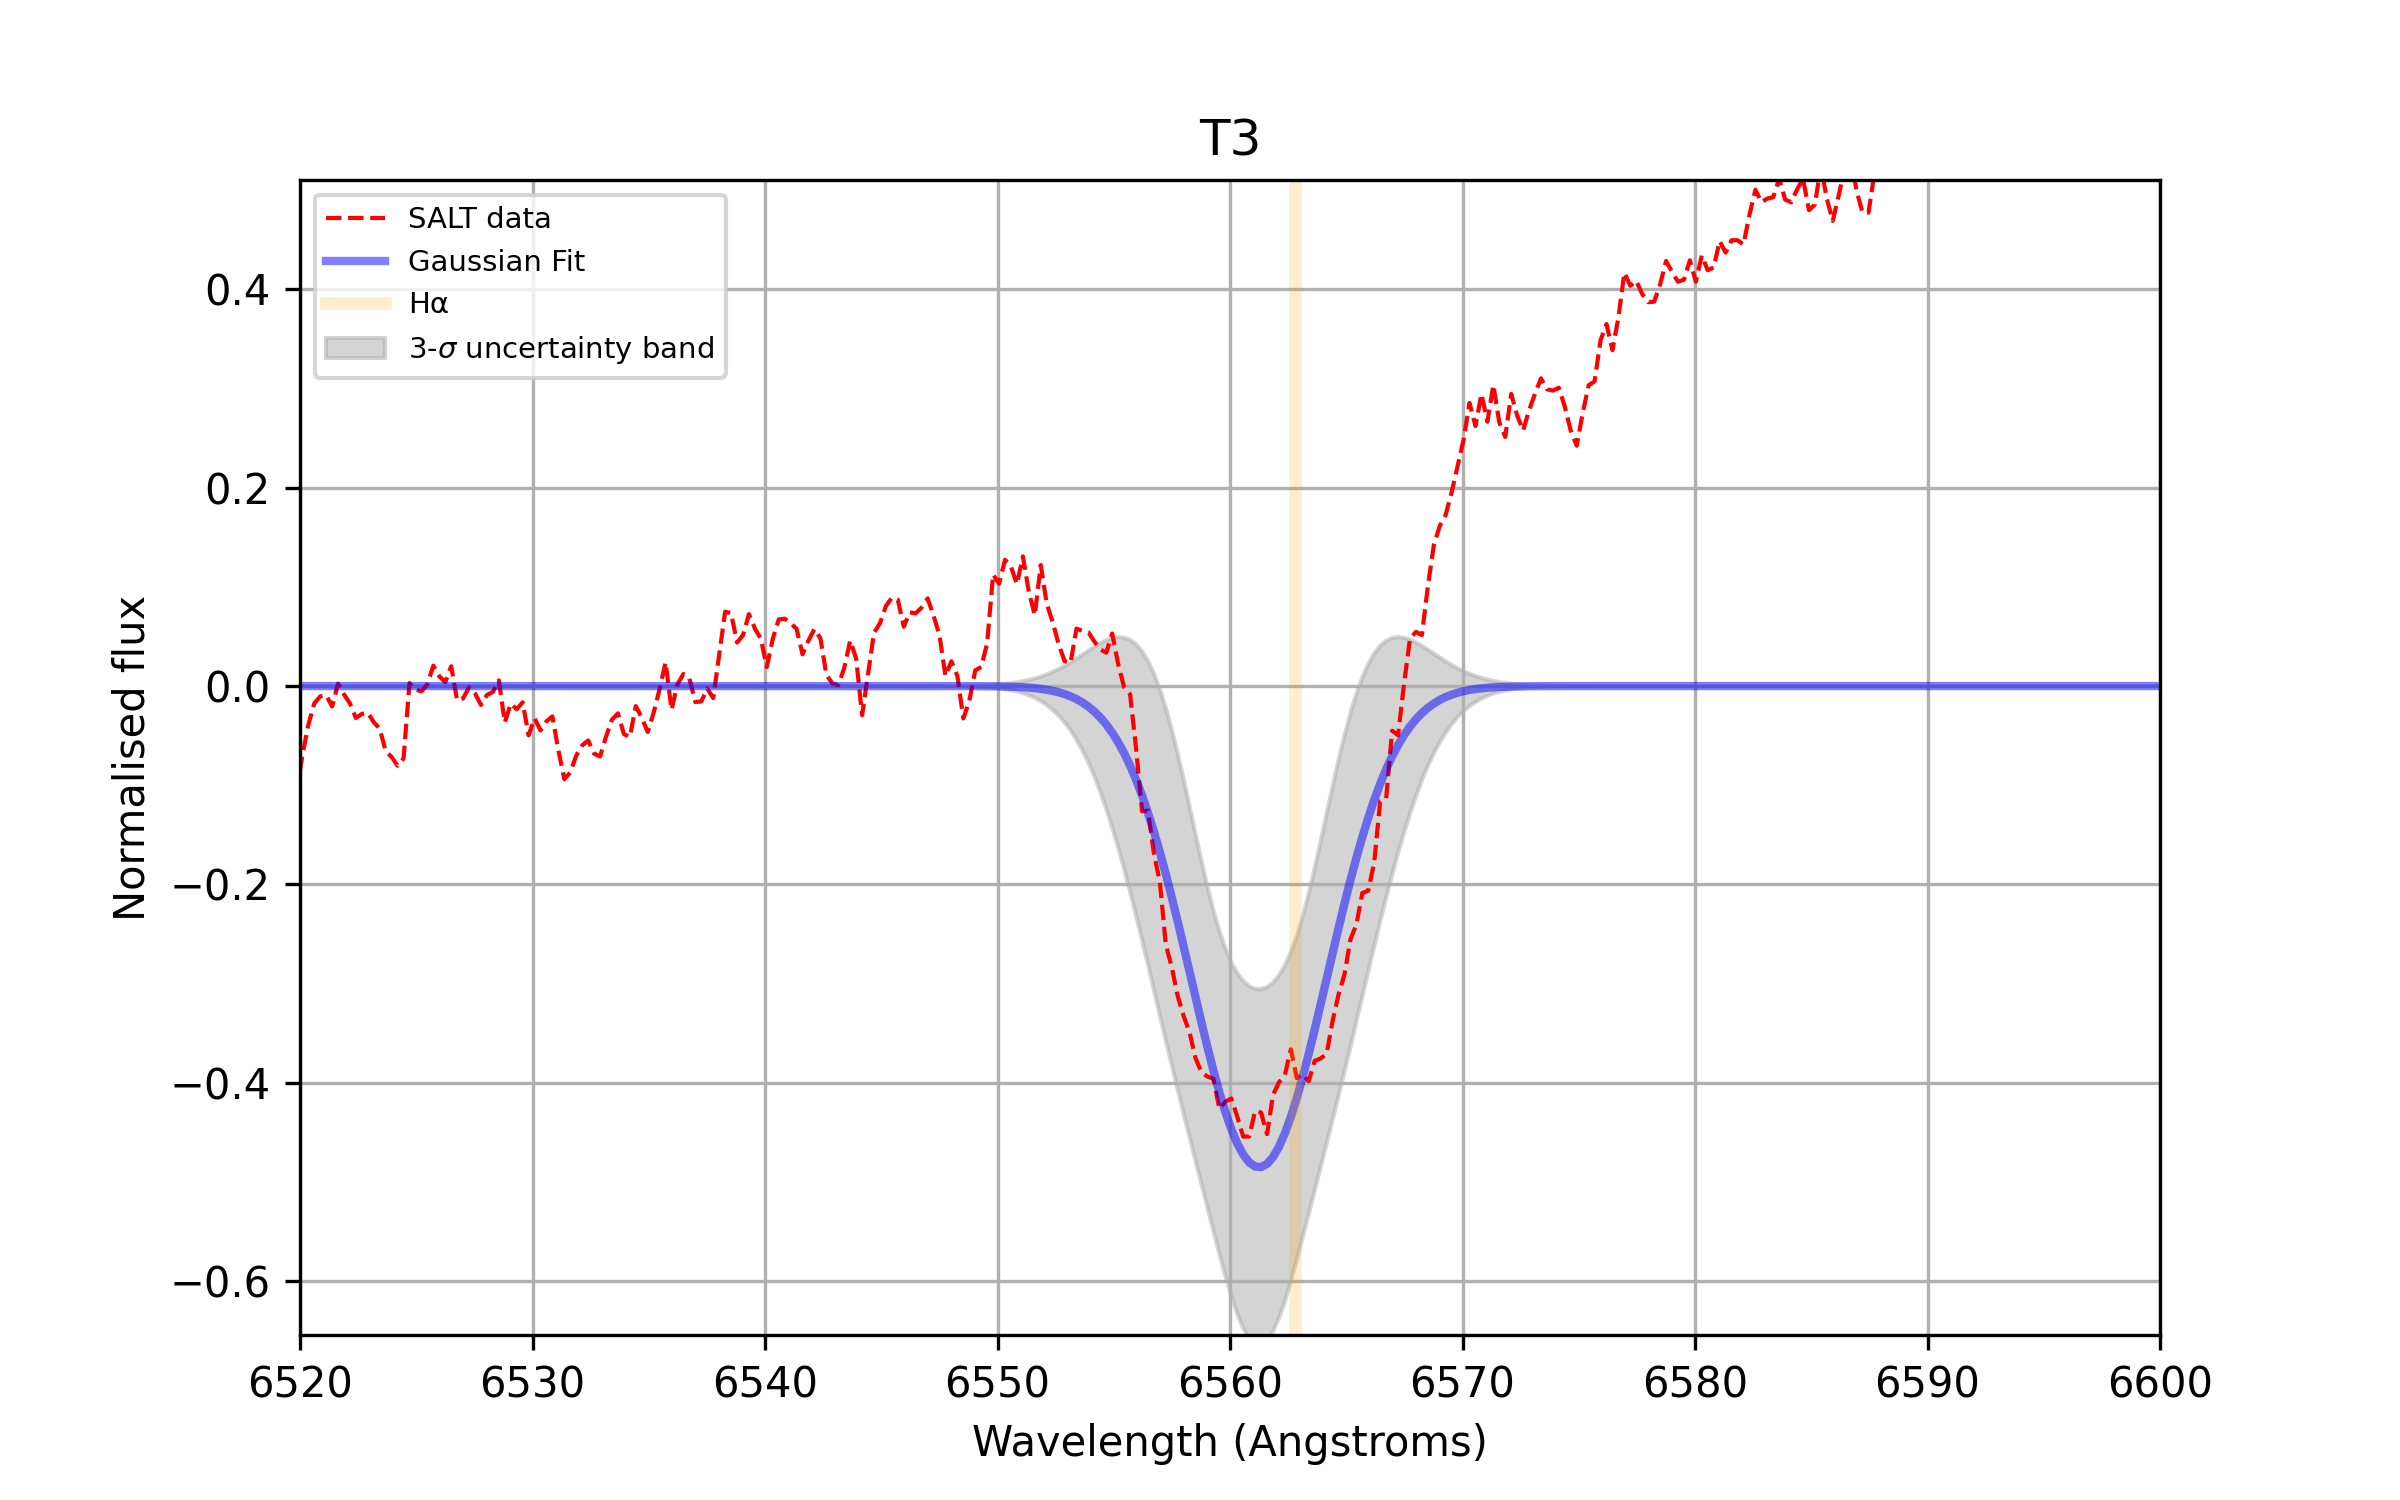 T3
SALT data
Gaussian Fit
Hα
3-σ uncertainty band
0.4
0.2
0.0
−0.2
−0.4
−0.6
Normalised flux
6520 6530 6540 6550 6560 6570 6580 6590 6600
Wavelength (Angstroms)